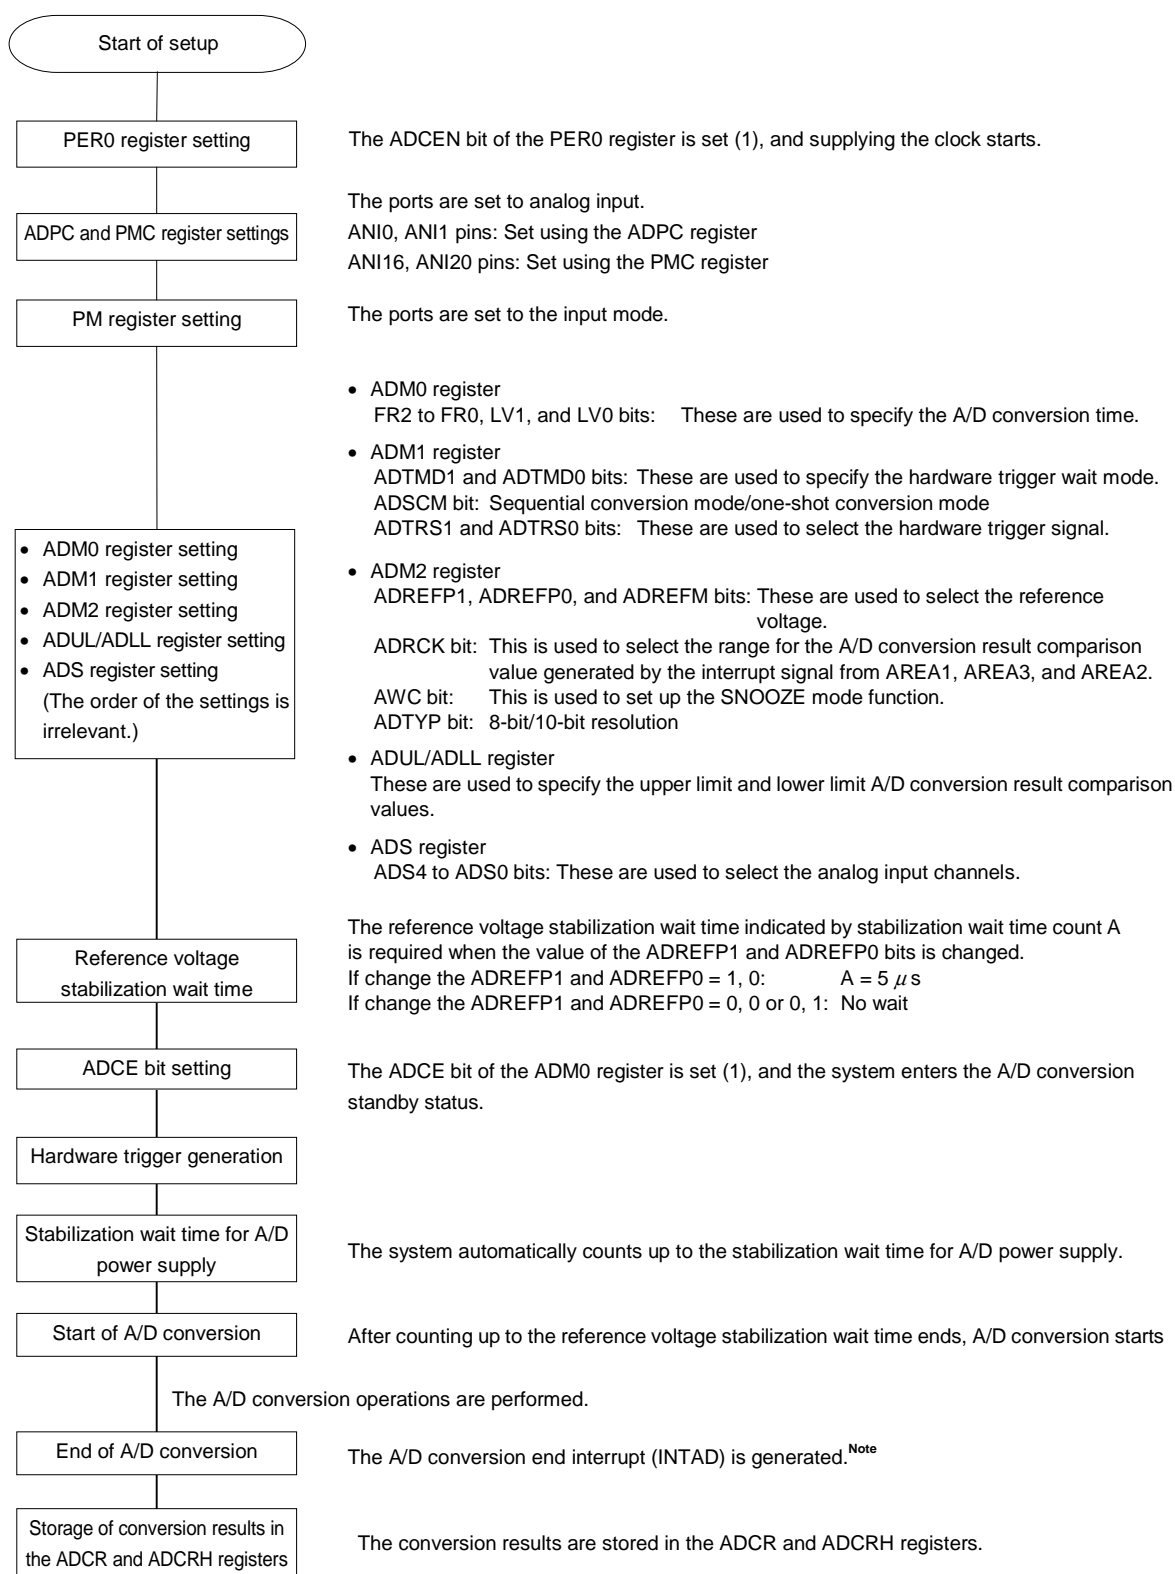 Start of setup
PER0 register setting
The ADCEN bit of the PER0 register is set (1), and supplying the clock starts.
ADPC and PMC register settings
The ports are set to analog input.
ANI0, ANI1 pins: Set using the ADPC register
ANI16, ANI20 pins: Set using the PMC register
PM register setting
The ports are set to the input mode.
• ADM0 register setting
• ADM1 register setting
• ADM2 register setting
• ADUL/ADLL register setting
• ADS register setting
(The order of the settings is
irrelevant.)
• ADM0 register
FR2 to FR0, LV1, and LV0 bits: These are used to specify the A/D conversion time.
• ADM1 register
ADTMD1 and ADTMD0 bits: These are used to specify the hardware trigger wait mode.
ADSCM bit: Sequential conversion mode/one-shot conversion mode
ADTRS1 and ADTRS0 bits: These are used to select the hardware trigger signal.
• ADM2 register
ADREFP1, ADREFP0, and ADREFM bits: These are used to select the reference
voltage.
ADRCK bit: This is used to select the range for the A/D conversion result comparison
value generated by the interrupt signal from AREA1, AREA3, and AREA2.
AWC bit: This is used to set up the SNOOZE mode function.
ADTYP bit: 8-bit/10-bit resolution
• ADUL/ADLL register
These are used to specify the upper limit and lower limit A/D conversion result comparison
values.
• ADS register
ADS4 to ADS0 bits: These are used to select the analog input channels.
Reference voltage
stabilization wait time
The reference voltage stabilization wait time indicated by stabilization wait time count A
is required when the value of the ADREFP1 and ADREFP0 bits is changed.
If change the ADREFP1 and ADREFP0 = 1, 0: A = 5 μs
If change the ADREFP1 and ADREFP0 = 0, 0 or 0, 1: No wait
ADCE bit setting
The ADCE bit of the ADM0 register is set (1), and the system enters the A/D conversion
standby status.
Hardware trigger generation
Stabilization wait time for A/D
power supply
The system automatically counts up to the stabilization wait time for A/D power supply.
Start of A/D conversion
After counting up to the reference voltage stabilization wait time ends, A/D conversion starts
The A/D conversion operations are performed.
End of A/D conversion
The A/D conversion end interrupt (INTAD) is generated.Note
Storage of conversion results in
the ADCR and ADCRH registers
The conversion results are stored in the ADCR and ADCRH registers.